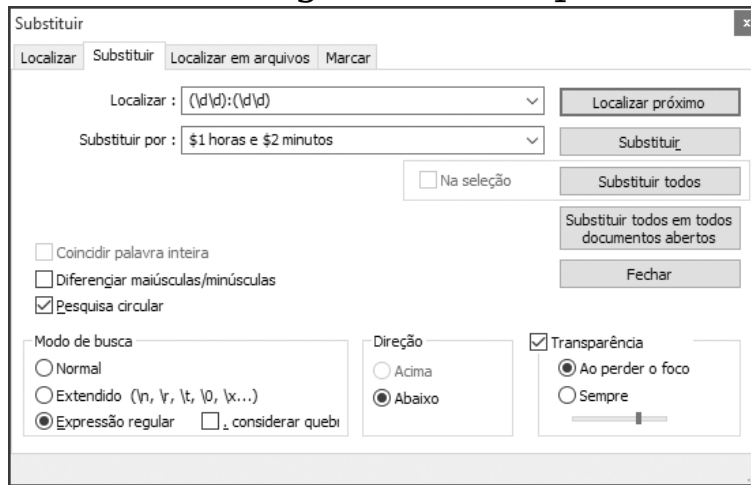 Substituir
x
Localizar Substituir Localizar em arquivos Marcar
Localizar : (\d\d):(\d\d)
Localizar próximo
Substituir por : $1 horas e $2 minutos
Substituir
Na seleção
Substituir todos
Substituir todos em todos
documentos abertos
Coincidir palavra inteira
Diferençiar maiúsculas/minúsculas
Fechar
Pesquisa circular
Modo de busca
Direção
Transparência
Normal
Acima
Ao perder o foco
Extendido (\n, \r, \t, \0, \x...)
Abaixo
Sempre
Expressão regular
. considerar quebr